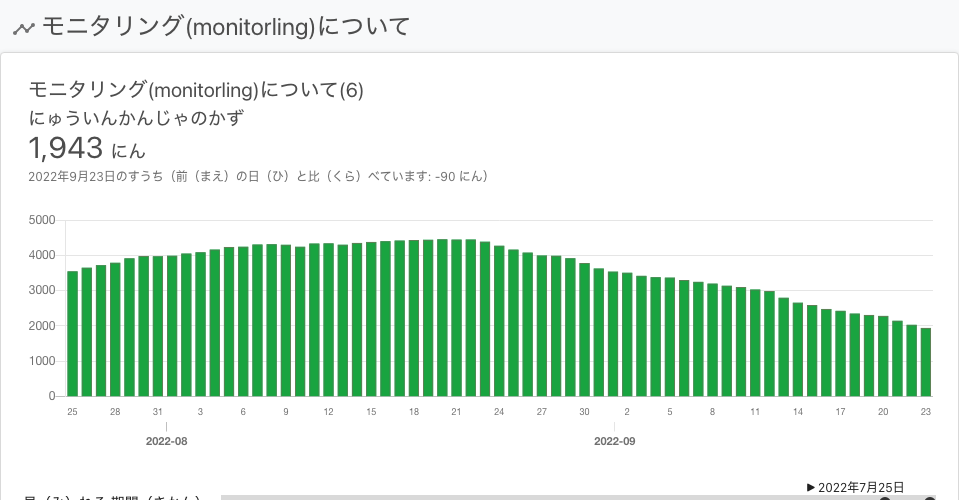 モニタリング(monitorling)について
モニタリング(monitorling)について(6)
にゅういんかんじゃのかず
1,943 にん
2022年9月23日のすうち（前（まえ）の日（ひ）と比（くら）べています: -90 にん）
5000
4000
3000
2000
1000
0
25 28 31 3 6 9 12 15 18 21 24 27 30 2 5 8 11 14 17 20 23
2022-08 2022-09
▶ 2022年7月25日